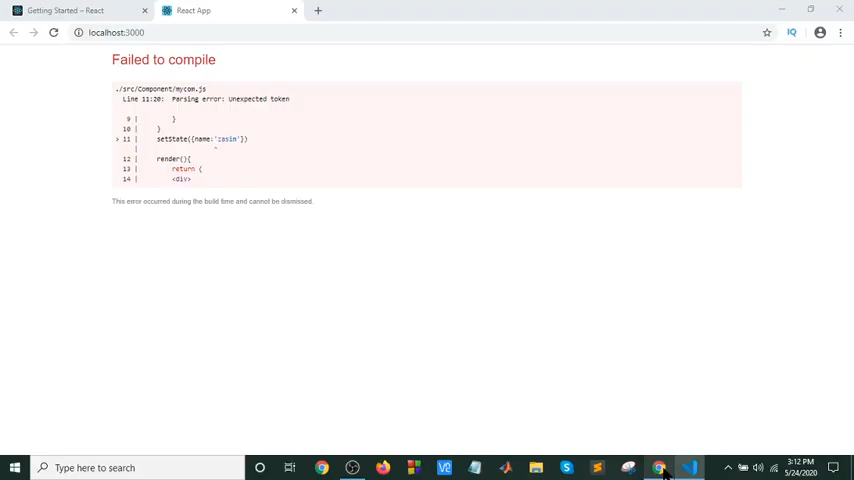 Getting Started – React
React App
localhost:3000
Failed to compile
./src/Component/mycom.js
Line 11:20: Parsing error: Unexpected token
9 | }
10 | }
> 11 | setState({name:'zasim'})
| ^
12 | render(){
13 | return (
14 | <div>
This error occurred during the build time and cannot be dismissed.
Type here to search
3:12 PM
5/24/2020